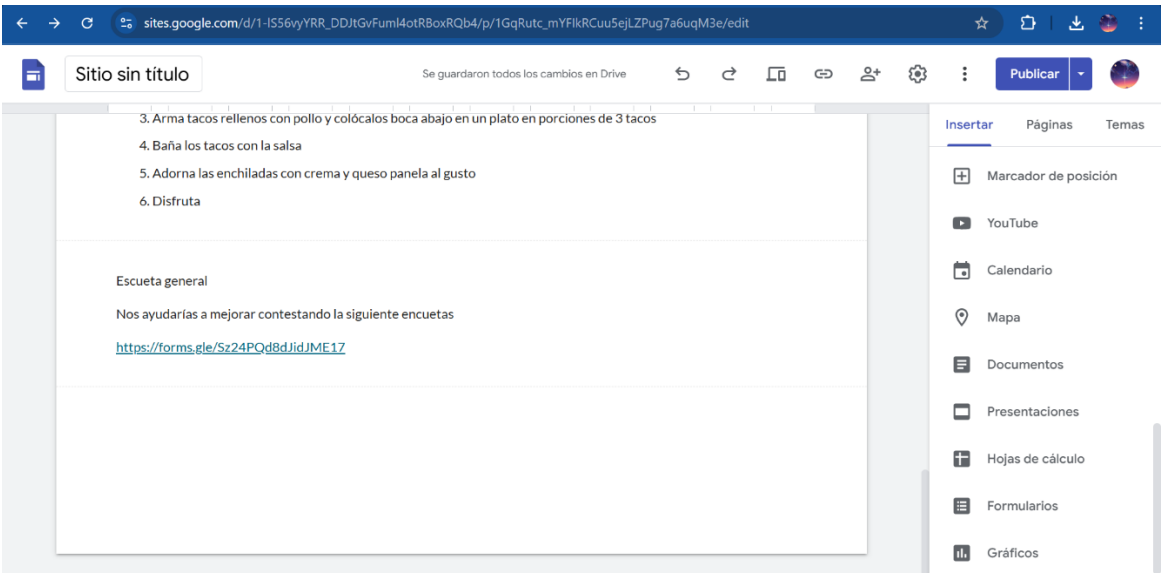 sites.google.com/d/1-IS56vyYRR_DDJtGvFumI4otRBoxRQb4/p/1GqRutc_mYFIkRCuu5ejLZPug7a6uqM3e/edit
Sitio sin título
Se guardaron todos los cambios en Drive
Publicar
Insertar
Páginas
Temas
3. Arma tacos rellenos con pollo y colócalos boca abajo en un plato en porciones de 3 tacos
4. Baña los tacos con la salsa
5. Adorna las enchiladas con crema y queso panela al gusto
6. Disfruta
Escueta general
Nos ayudarías a mejorar contestando la siguiente encuetas
https://forms.gle/Sz24PQd8dJidJME17
Marcador de posición
YouTube
Calendario
Mapa
Documentos
Presentaciones
Hojas de cálculo
Formularios
Gráficos